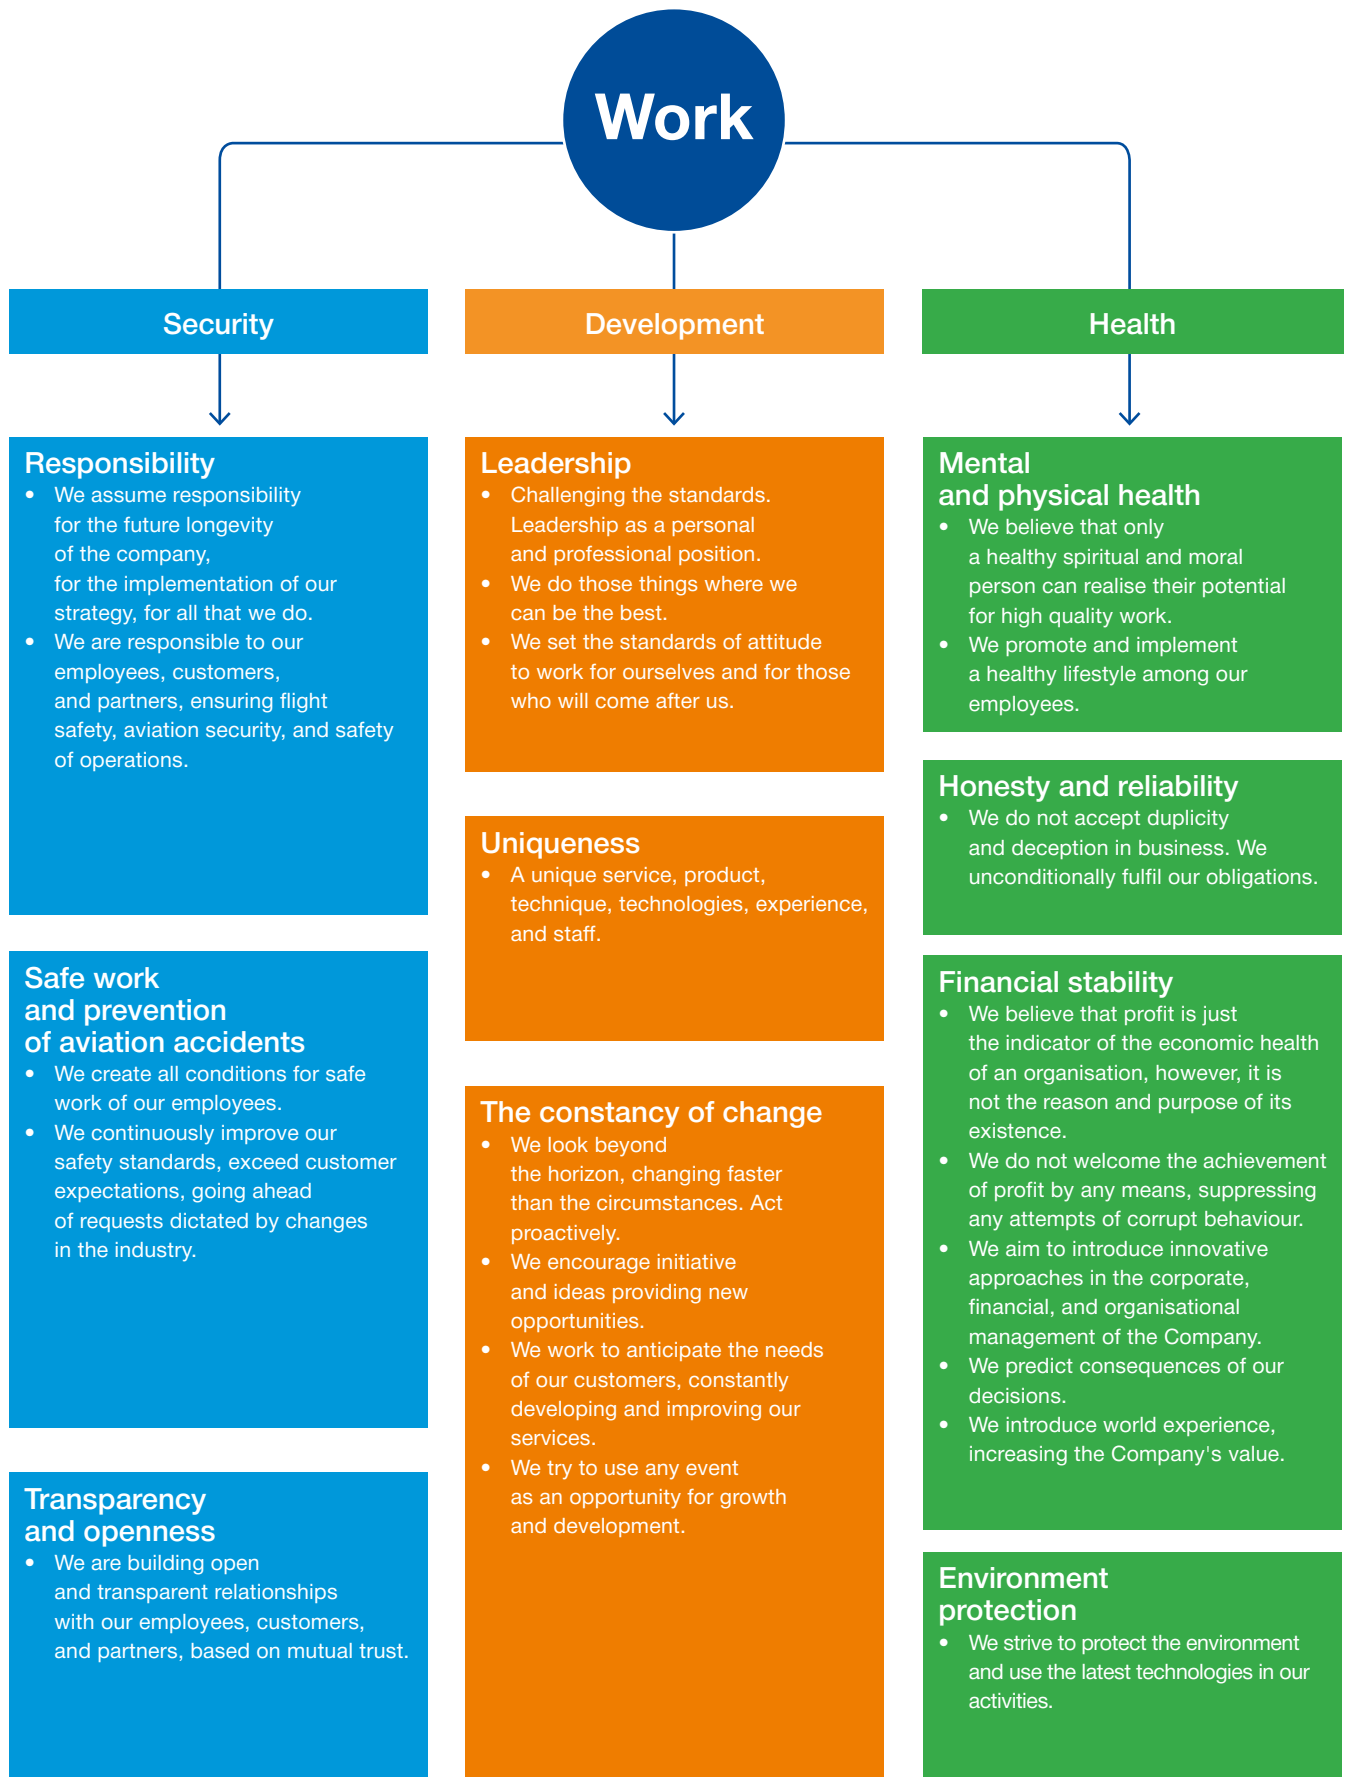 Work
Security
Responsibility
• We assume responsibility
for the future longevity
of the company,
for the implementation of our
strategy, for all that we do.
• We are responsible to our
employees, customers,
and partners, ensuring flight
safety, aviation security, and safety
of operations.
Safe work
and prevention
of aviation accidents
• We create all conditions for safe
work of our employees.
• We continuously improve our
safety standards, exceed customer
expectations, going ahead
of requests dictated by changes
in the industry.
Transparency
and openness
• We are building open
and transparent relationships
with our employees, customers,
and partners, based on mutual trust.
Development
Leadership
• Challenging the standards.
Leadership as a personal
and professional position.
• We do those things where we
can be the best.
• We set the standards of attitude
to work for ourselves and for those
who will come after us.
Uniqueness
• A unique service, product,
technique, technologies, experience,
and staff.
The constancy of change
• We look beyond
the horizon, changing faster
than the circumstances. Act
proactively.
• We encourage initiative
and ideas providing new
opportunities.
• We work to anticipate the needs
of our customers, constantly
developing and improving our
services.
• We try to use any event
as an opportunity for growth
and development.
Health
Mental
and physical health
• We believe that only
a healthy spiritual and moral
person can realise their potential
for high quality work.
• We promote and implement
a healthy lifestyle among our
employees.
Honesty and reliability
• We do not accept duplicity
and deception in business. We
unconditionally fulfil our obligations.
Financial stability
• We believe that profit is just
the indicator of the economic health
of an organisation, however, it is
not the reason and purpose of its
existence.
• We do not welcome the achievement
of profit by any means, suppressing
any attempts of corrupt behaviour.
• We aim to introduce innovative
approaches in the corporate,
financial, and organisational
management of the Company.
• We predict consequences of our
decisions.
• We introduce world experience,
increasing the Company's value.
Environment
protection
• We strive to protect the environment
and use the latest technologies in our
activities.